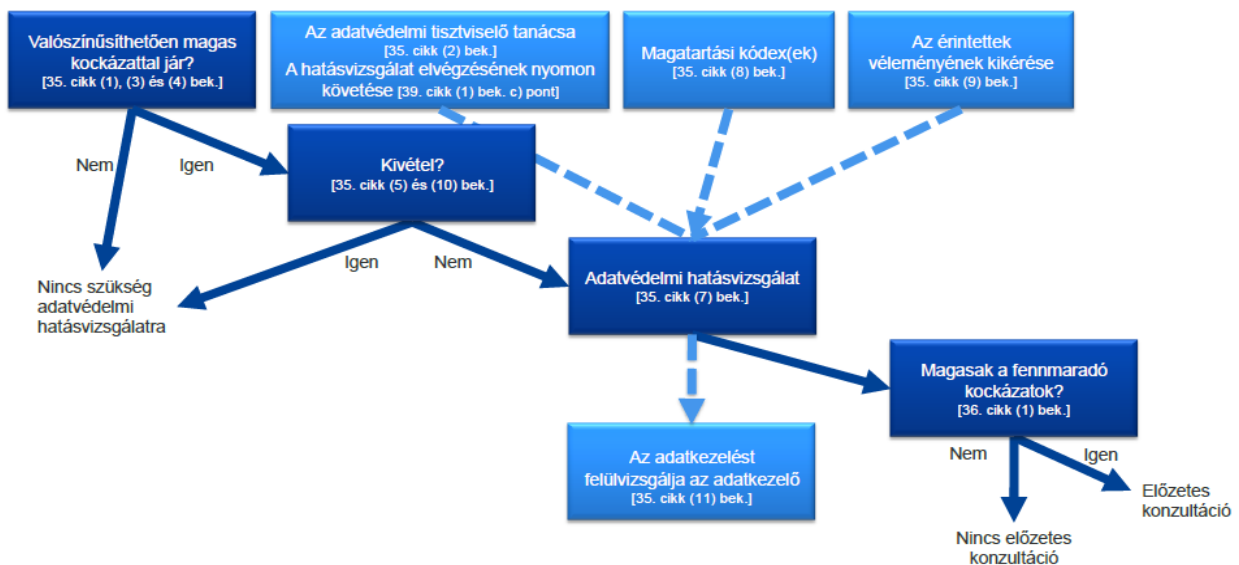 Valószínűsíthetően magas
kockázattal jár?
[35. cikk (1), (3) és (4) bek.]
Az adatvédelmi tisztviselő tanácsa
[35. cikk (2) bek.]
A hatásvizsgálat elvégzésének nyomon
követése [39. cikk (1) bek. c) pont]
Magatartási kódex(ek)
[35. cikk (8) bek.]
Az érintettek
véleményének kikérése
[35. cikk (9) bek.]
Nem
Igen
Kivétel?
[35. cikk (5) és (10) bek.]
Igen
Nem
Nincs szükség
adatvédelmi
hatásvizsgálatra
Adatvédelmi hatásvizsgálat
[35. cikk (7) bek.]
Magasak a fennmaradó
kockázatok?
[36. cikk (1) bek.]
Az adatkezelést
felülvizsgálja az adatkezelő
[35. cikk (11) bek.]
Nem
Igen
Előzetes
konzultáció
Nincs előzetes
konzultáció